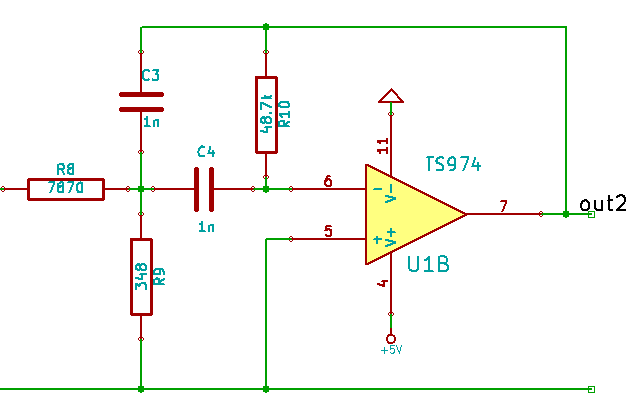 C3
1n
48.7k
R10
R8
7870
C4
1n
11
TS974
6
-
V-
7
out2
5
+
V+
U1B
348
R9
4
+5V